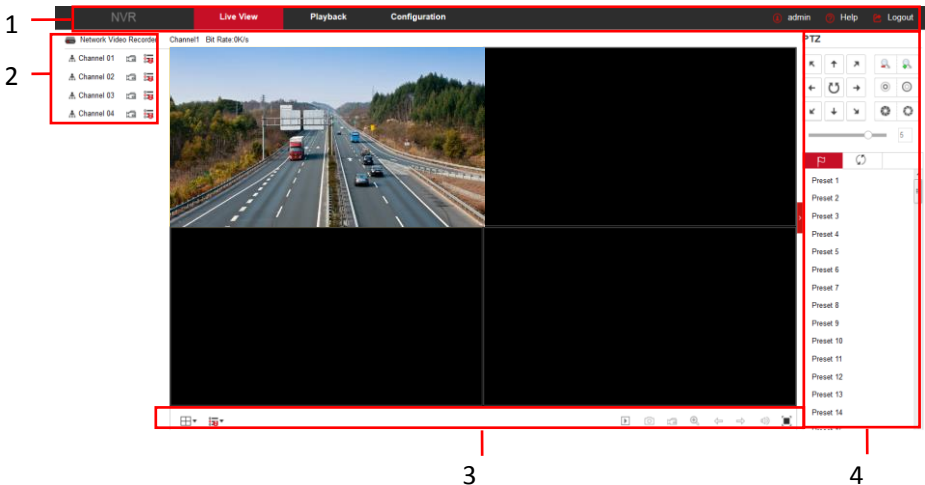 1
NVR Live View Playback Configuration admin Help Logout
2
Network Video Recorder
Channel 01
Channel 02
Channel 03
Channel 04
Channel1 Bit Rate:0K/s
PTZ
5
Preset 1
Preset 2
Preset 3
Preset 4
Preset 5
Preset 6
Preset 7
Preset 8
Preset 9
Preset 10
Preset 11
Preset 12
Preset 13
Preset 14
3
4